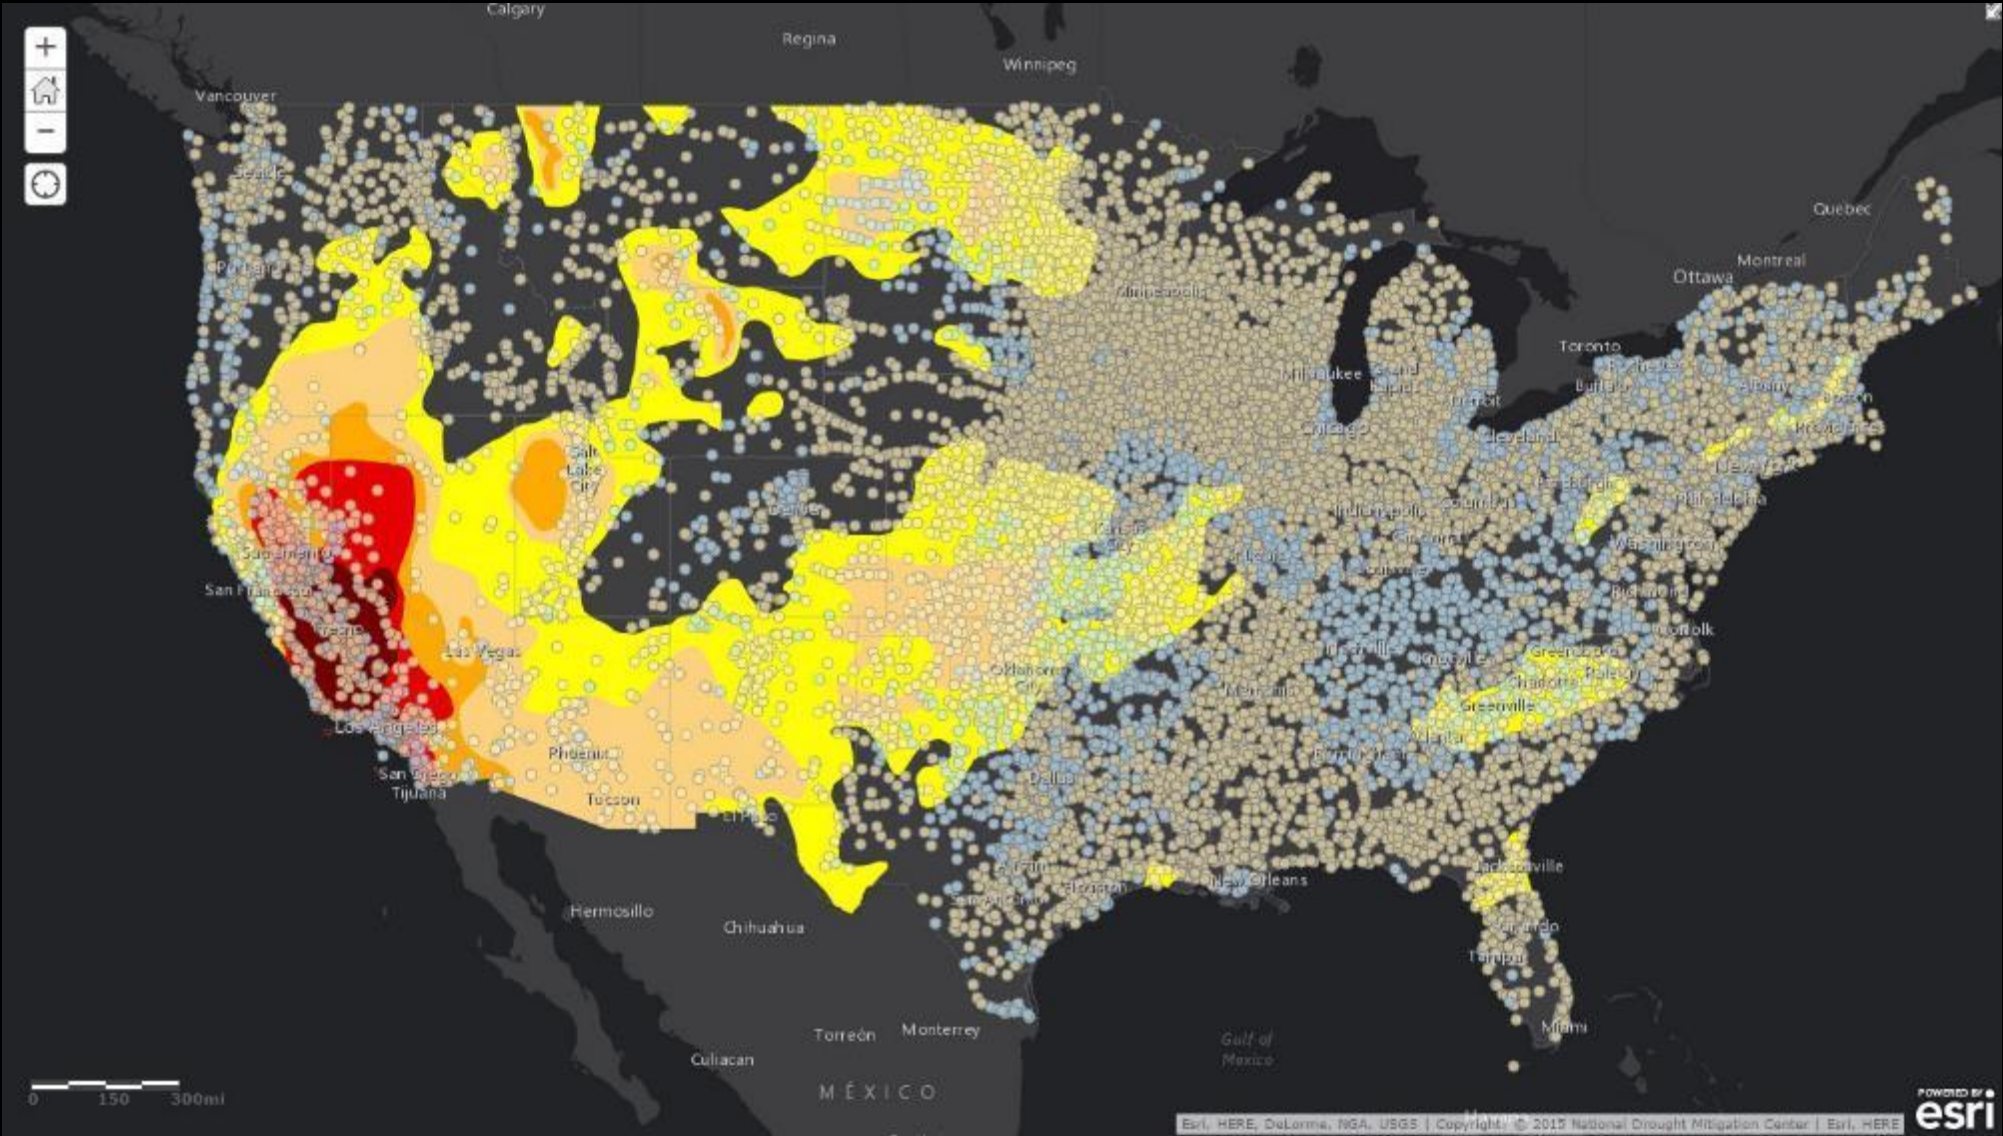 Calgary
Regina
Winnipeg
Vancouver
Seattle
Quebec
Montreal
Ottawa
Portland
Minneapolis
Toronto
Rochester
Milwaukee
Grand
Rapids
Buffalo
Albany
Boston
Detroit
Chicago
Cleveland
Providence
New York
Salt
Lake
City
Denver
Pittsburgh
Philadelphia
Indianapolis
Columbus
Kansas
City
Cincinnati
Washington
Sacramento
St Louis
Louisville
San Francisco
Richmond
Fresno
Norfolk
Las Vegas
Nashville
Knoxville
Greensboro
Oklahoma
City
Memphis
Charlotte
Raleigh
Greenville
Los Angeles
Atlanta
Phoenix
Birmingham
San Diego
Dallas
Tijuana
Tucson
El Paso
Austin
Jacksonville
Houston
New Orleans
San Antonio
Hermosillo
Chihuahua
Orlando
Tampa
Torreón
Monterrey
Miami
Gulf of
Mexico
Culiacan
MÉXICO
0 150 300mi
POWERED BY
esri
Esri, HERE, DeLorme, NGA, USGS | Copyright: © 2015 National Drought Mitigation Center | Esri, HERE